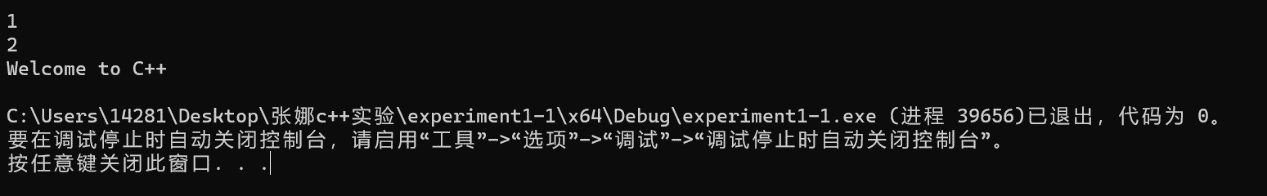 1
2
Welcome to C++
C:\Users\14281\Desktop\张娜c++实验\experiment1-1\x64\Debug\experiment1-1.exe (进程 39656)已退出，代码为 0。
要在调试停止时自动关闭控制台，请启用“工具”->“选项”->“调试”->“调试停止时自动关闭控制台”。
按任意键关闭此窗口. . .